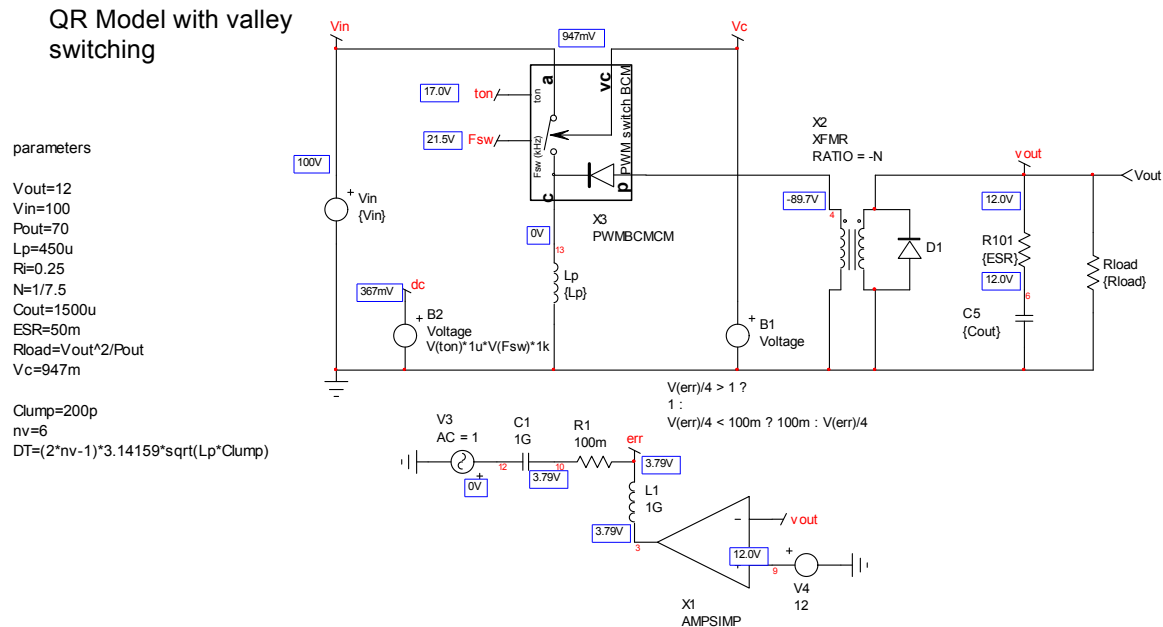 QR Model with valley
switching
parameters
Vout=12
Vin=100
Pout=70
Lp=450u
Ri=0.25
N=1/7.5
Cout=1500u
ESR=50m
Rload=Vout^2/Pout
Vc=947m
Clump=200p
nv=6
DT=(2*nv-1)*3.14159*sqrt(Lp*Clump)
Vin
947mV
Vc
a
vc
ton
17.0V
ton
Fsw
21.5V
Fsw (kHz)
PWM switch BCM
c
p
X3
PWMBCMCM
100V
Vin
{Vin}
0V
13
Lp
{Lp}
367mV
dc
B2
Voltage
V(ton)*1u*V(Fsw)*1k
B1
Voltage
V(err)/4 > 1 ?
1 :
V(err)/4 < 100m ? 100m : V(err)/4
X2
XFMR
RATIO = -N
-89.7V
4
D1
vout
Vout
12.0V
R101
{ESR}
12.0V
6
C5
{Cout}
Rload
{Rload}
V3
AC = 1
0V
12
C1
1G
3.79V
10
R1
100m
err
3.79V
L1
1G
3.79V
3
vout
12.0V
9
V4
12
X1
AMPSIMP